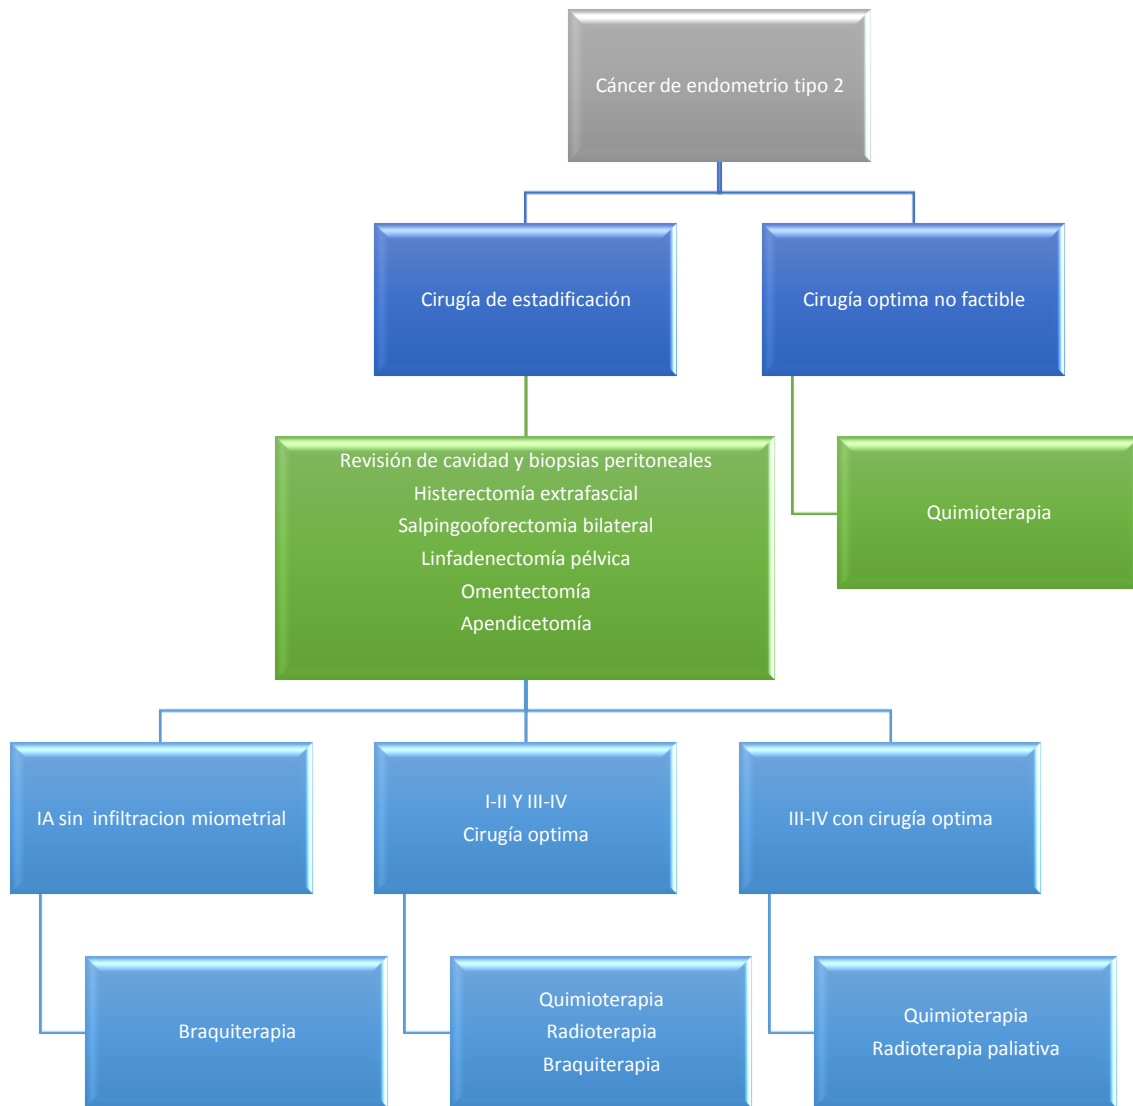 Cáncer de endometrio tipo 2
Cirugía de estadificación
Cirugía optima no factible
Revisión de cavidad y biopsias peritoneales
Histerectomía extrafascial
Salpingooforectomia bilateral
Linfadenectomía pélvica
Omentectomía
Apendicetomía
Quimioterapia
IA sin infiltracion miometrial
I-II Y III-IV
Cirugía optima
III-IV con cirugía optima
Braquiterapia
Quimioterapia
Radioterapia
Braquiterapia
Quimioterapia
Radioterapia paliativa